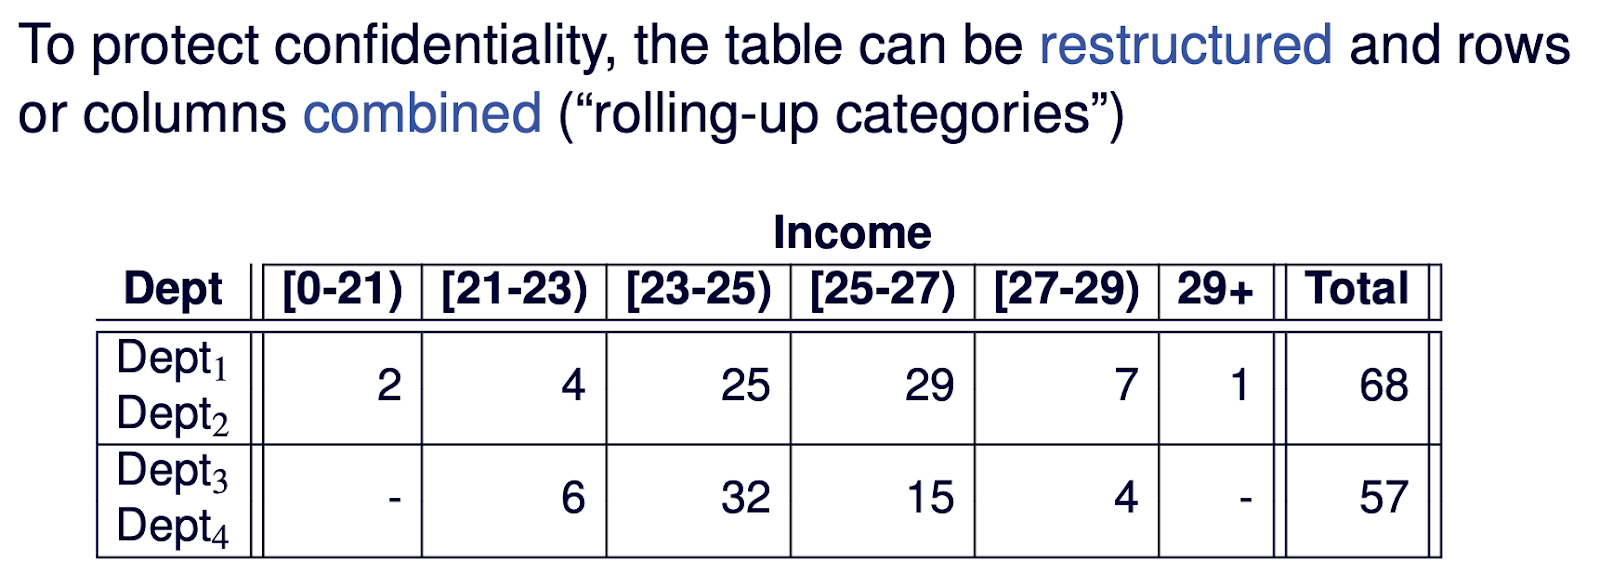 To protect confidentiality, the table can be restructured and rows
or columns combined (“rolling-up categories”)
Income
Dept [0-21) [21-23) [23-25) [25-27) [27-29) 29+ Total
Dept₁
2 4 25 29 7 1 68
Dept₂
Dept₃
- 6 32 15 4 - 57
Dept₄